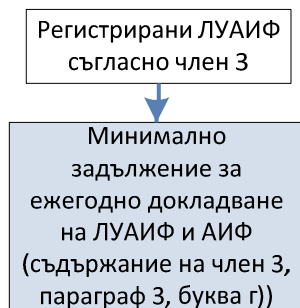 Регистрирани ЛУАИФ
съгласно член 3
Минимално
задължение за
ежегодно докладване
на ЛУАИФ и АИФ
(съдържание на член 3,
параграф 3, буква г))